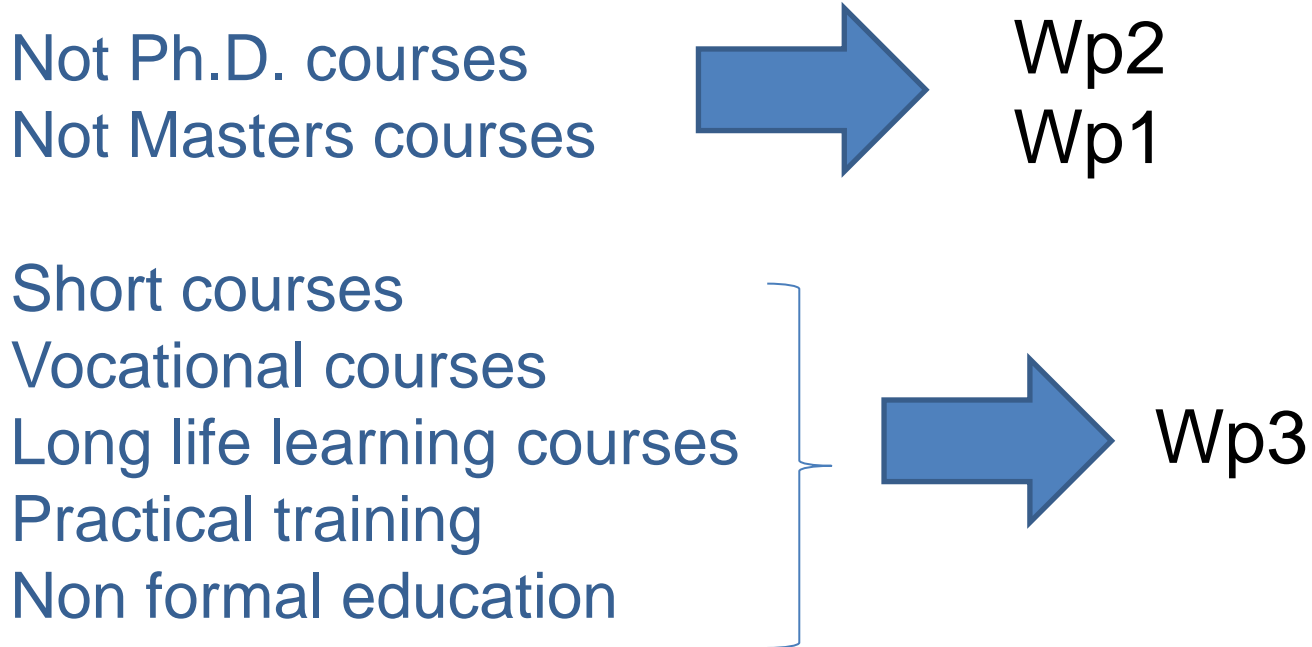 Not Ph.D. courses
Wp2
Not Masters courses
Wp1
Short courses
Vocational courses
Long life learning courses
Wp3
Practical training
Non formal education